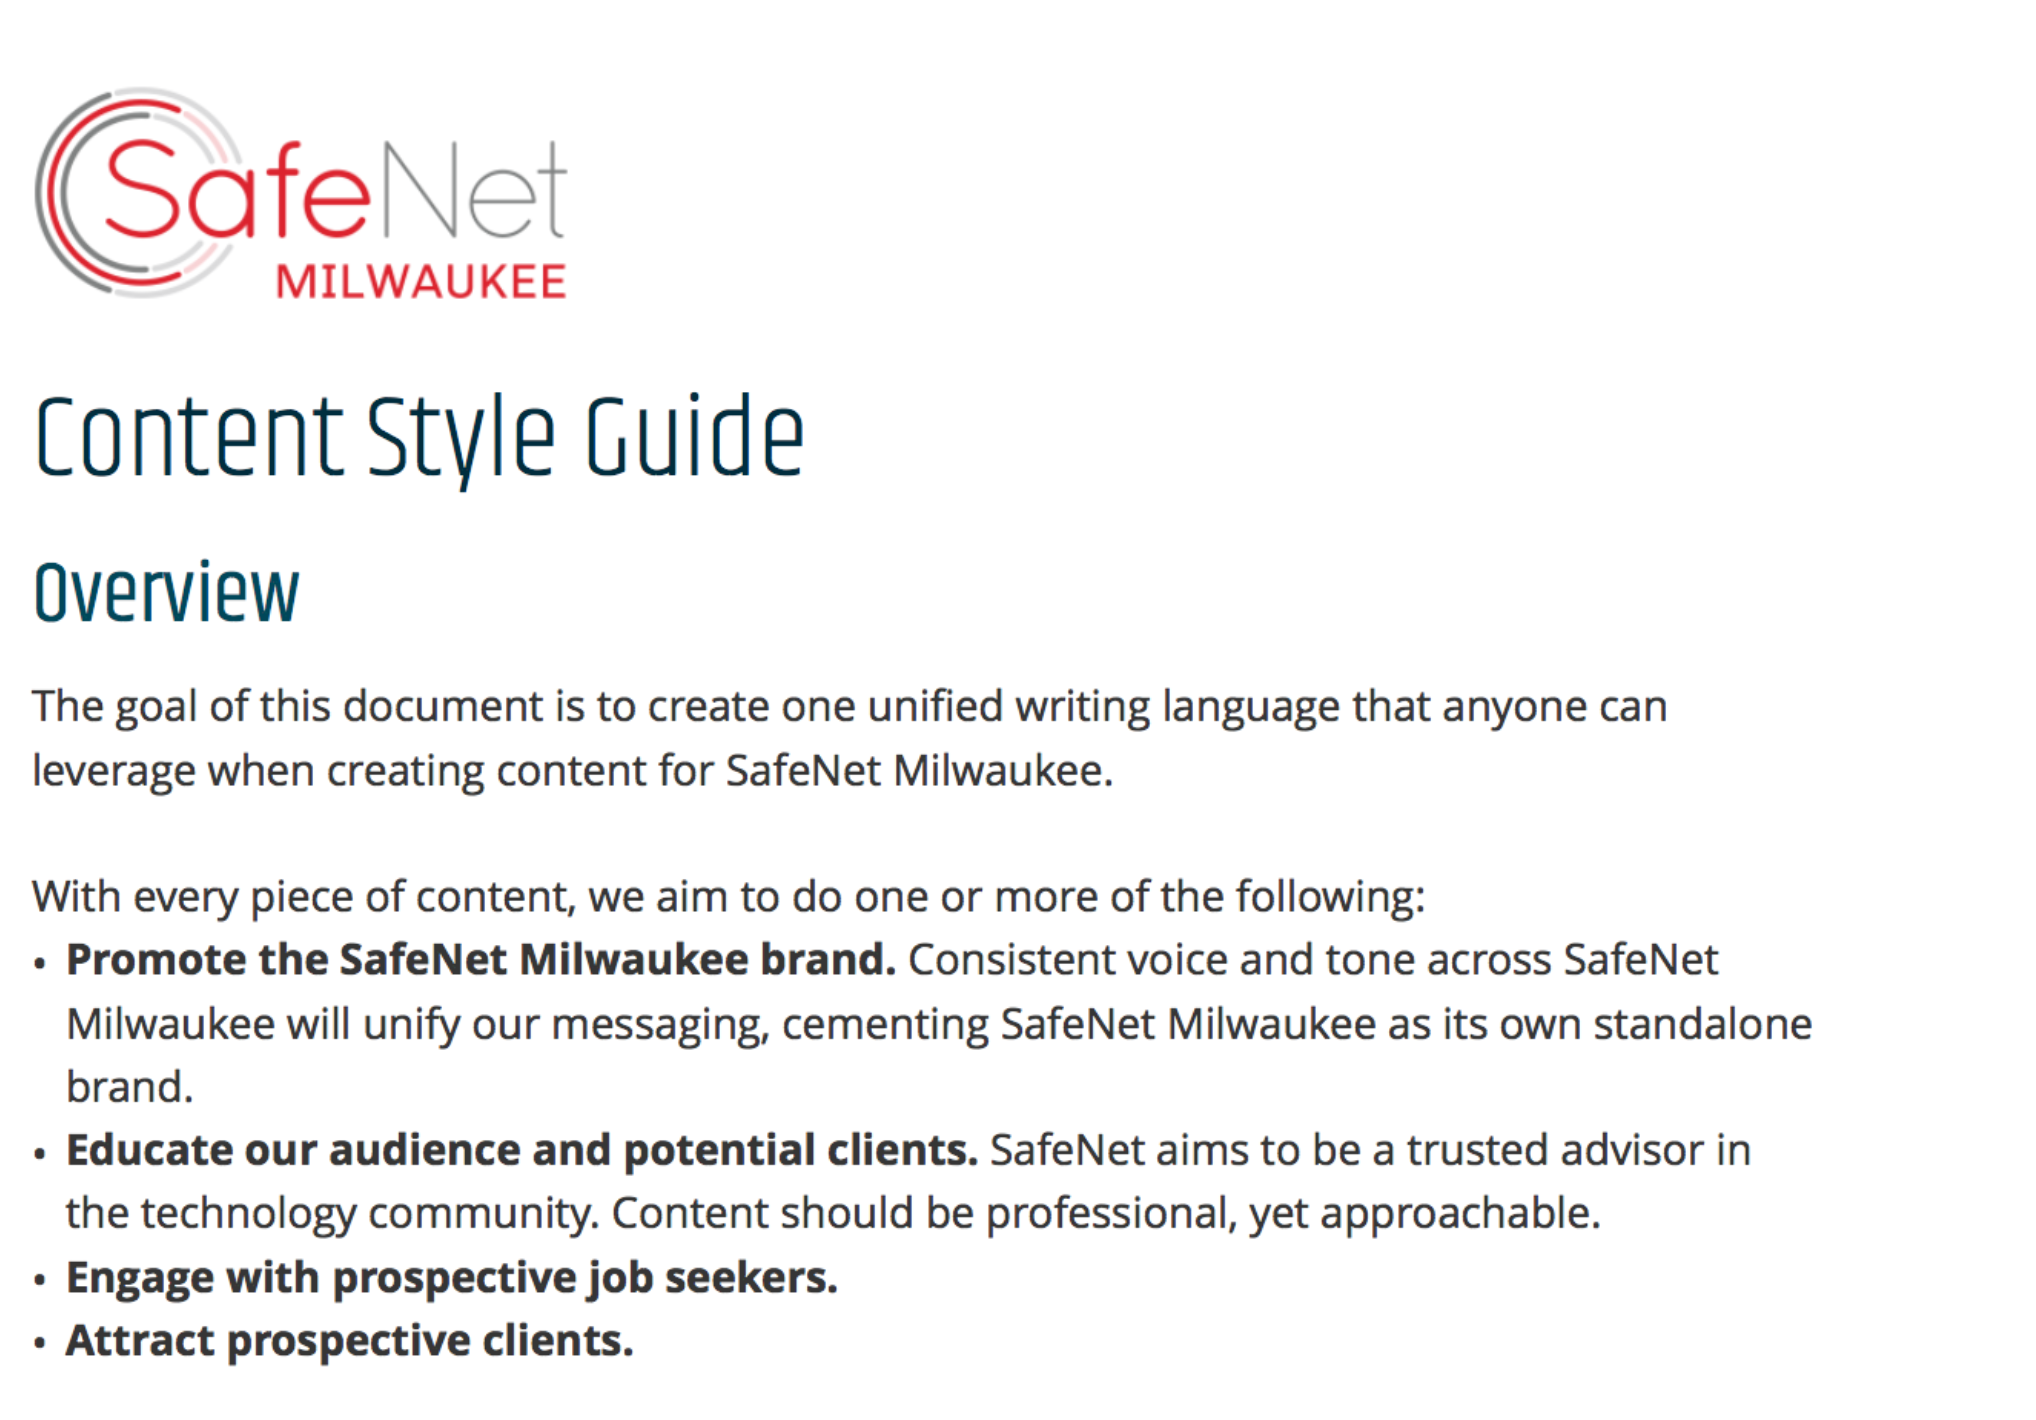 SafeNet
MILWAUKEE
Content Style Guide
Overview
The goal of this document is to create one unified writing language that anyone can
leverage when creating content for SafeNet Milwaukee.
With every piece of content, we aim to do one or more of the following:
• Promote the SafeNet Milwaukee brand. Consistent voice and tone across SafeNet
Milwaukee will unify our messaging, cementing SafeNet Milwaukee as its own standalone
brand.
• Educate our audience and potential clients. SafeNet aims to be a trusted advisor in
the technology community. Content should be professional, yet approachable.
• Engage with prospective job seekers.
• Attract prospective clients.